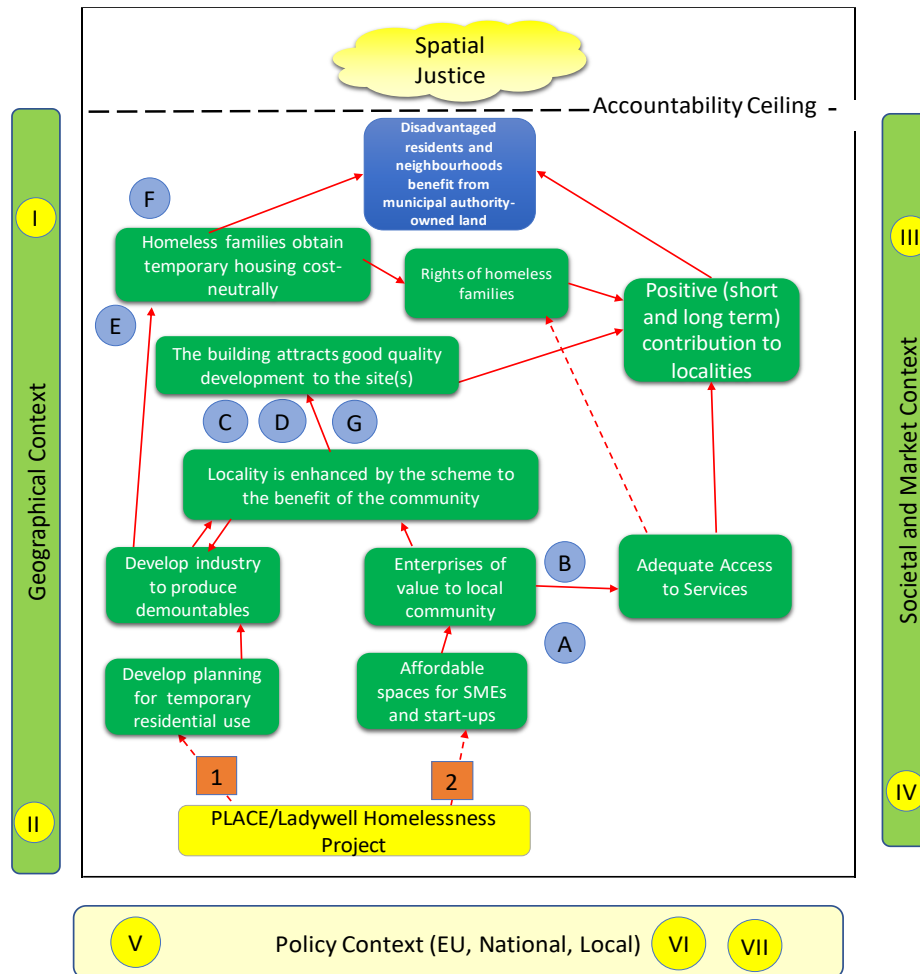 Spatial
Justice
Accountability Ceiling
Disadvantaged
residents and
neighbourhoods
benefit from
municipal authority-
owned land
F
I
Homeless families obtain
temporary housing cost-
neutrally
Rights of homeless
families
III
Positive (short
and long term)
contribution to
localities
E
The building attracts good quality
development to the site(s)
C
D
G
Locality is enhanced by the scheme to
the benefit of the community
Geographical Context
Societal and Market Context
Develop industry
to produce
demountables
Enterprises of
value to local
community
B
Adequate Access
to Services
A
Develop planning
for temporary
residential use
Affordable
spaces for SMEs
and start-ups
1
2
II
IV
PLACE/Ladywell Homelessness
Project
V
Policy Context (EU, National, Local)
VI
VII